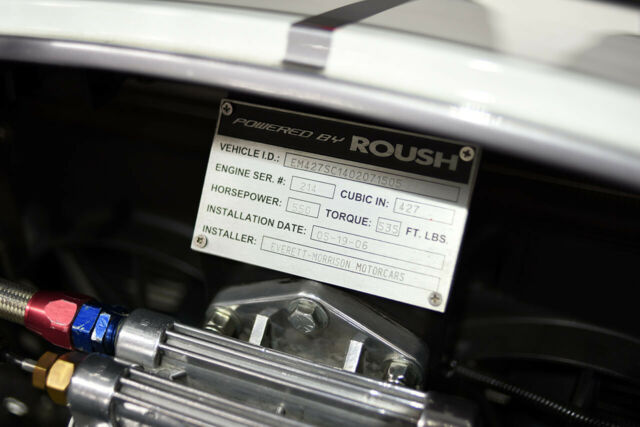 POWERED BY ROUSH
VEHICLE I.D.: EM427SC1402071505
ENGINE SER. #: 214 CUBIC IN: 427
HORSEPOWER: 550 TORQUE: 535 FT. LBS.
INSTALLATION DATE: 05-19-06
INSTALLER: EVERETT-MORRISON MOTORCARS